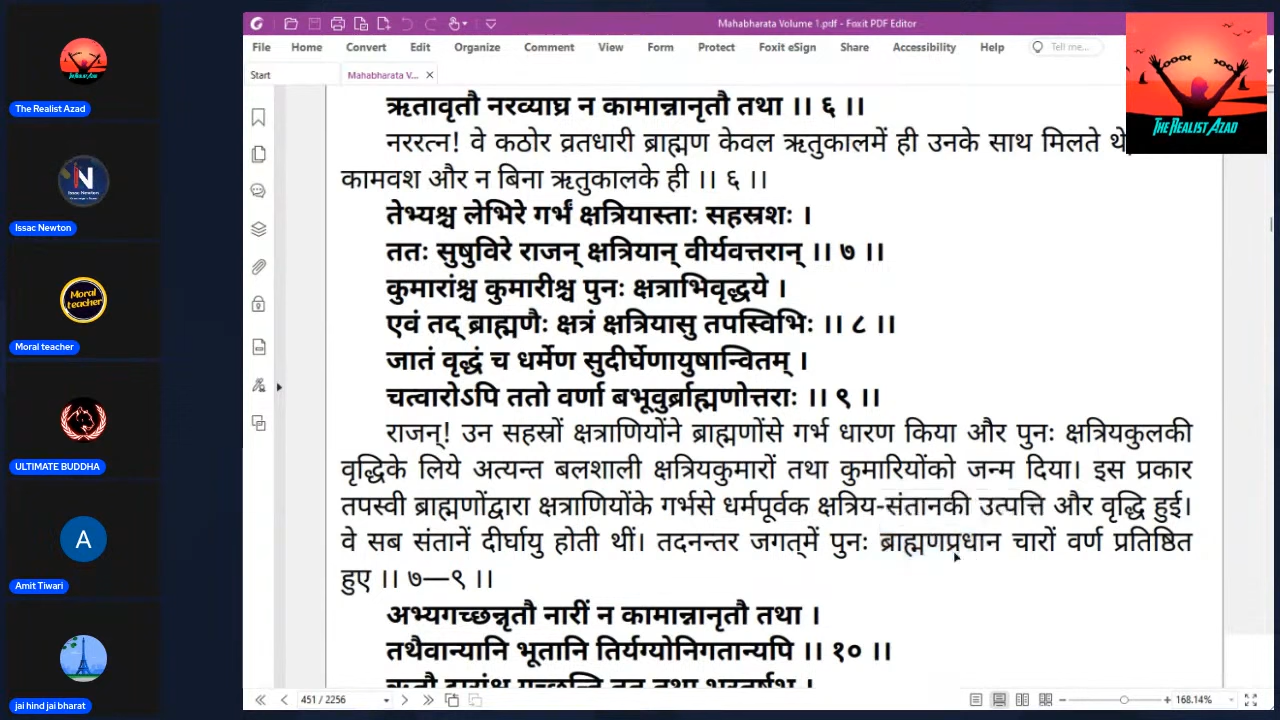 Mahabharata Volume 1.pdf - Foxit PDF Editor
File Home Convert Edit Organize Comment View Form Protect Foxit eSign Share Accessibility Help Tell me...
Start Mahabharata V...
THE REALIST AZAD
The Realist Azad
Issac Newton
Moral teacher
Moral teacher
ULTIMATE BUDDHA
A
Amit Tiwari
jai hind jai bharat
ऋतावृतौ नरव्याघ्र न कामान्नानृतौ तथा ।। ६ ।।
नररत्न! वे कठोर व्रतधारी ब्राह्मण केवल ऋतुकालमें ही उनके साथ मिलते थे
कामवश और न बिना ऋतुकालके ही ।। ६ ।।
तेभ्यश्च लेभिरे गर्भं क्षत्रियास्ताः सहस्रशः ।
ततः सुषुविरे राजन् क्षत्रियान् वीर्यवत्तरान् ।। ७ ।।
कुमारांश्च कुमारीश्च पुनः क्षत्राभिवृद्धये ।
एवं तद् ब्राह्मणैः क्षत्रं क्षत्रियासु तपस्विभिः ।। ८ ।।
जातं वृद्धं च धर्मेण सुदीर्घेणायुषान्वितम् ।
चत्वारोऽपि ततो वर्णा बभूवुर्ब्राह्मणोत्तराः ।। ९ ।।
राजन्! उन सहस्रों क्षत्राणियोंने ब्राह्मणोंसे गर्भ धारण किया और पुनः क्षत्रियकुलकी
वृद्धिके लिये अत्यन्त बलशाली क्षत्रियकुमारों तथा कुमारियोंको जन्म दिया। इस प्रकार
तपस्वी ब्राह्मणोंद्वारा क्षत्राणियोंके गर्भसे धर्मपूर्वक क्षत्रिय-संतानकी उत्पत्ति और वृद्धि हुई।
वे सब संतानें दीर्घायु होती थीं। तदनन्तर जगत्‌में पुनः ब्राह्मणप्रधान चारों वर्ण प्रतिष्ठित
हुए ।। ७—९ ।।
अभ्यगच्छन्नृतौ नारीं न कामान्नानृतौ तथा ।
तथैवान्यानि भूतानि तिर्यग्योनिगतान्यपि ।। १० ।।
451 / 2256 168.14%